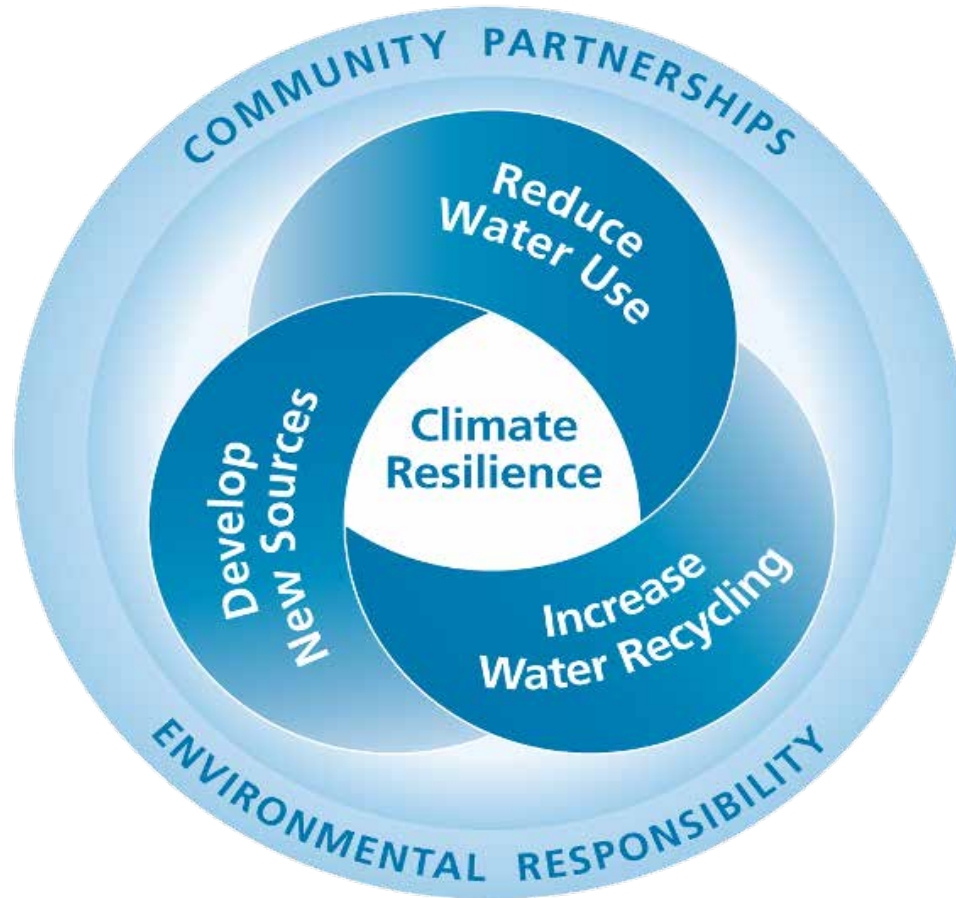 COMMUNITY PARTNERSHIPS
Reduce
Water Use
Climate
Resilience
Develop
New Sources
Increase
Water Recycling
ENVIRONMENTAL RESPONSIBILITY